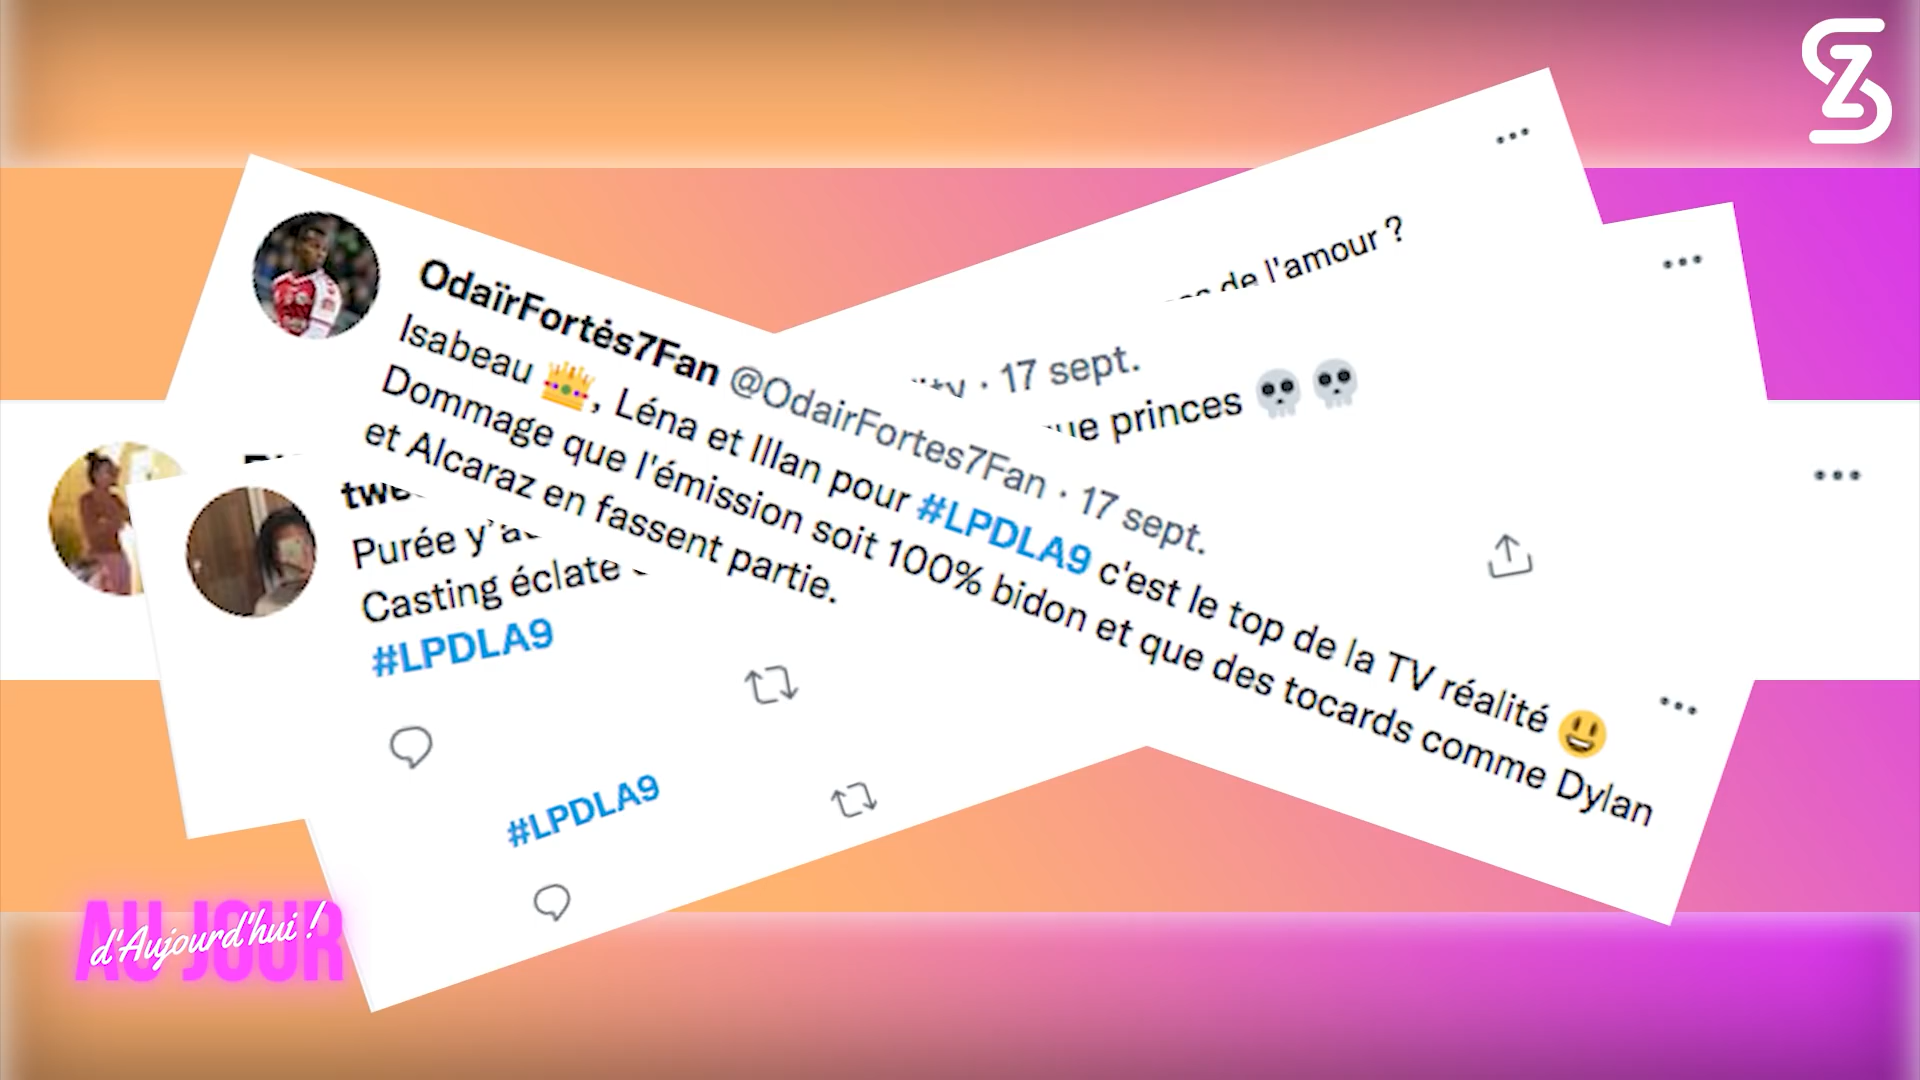 OdaïrFortès7Fan @OdairFortes7Fan · 17 sept.
Isabeau 👑, Léna et Illan pour #LPDLA9 c'est le top de la TV réalité 😃
Dommage que l'émission soit 100% bidon et que des tocards comme Dylan
et Alcaraz en fassent partie.
de l'amour ?
· 17 sept.
princes 💀💀
Purée y'
Casting éclate
#LPDLA9
#LPDLA9
AU JOUR
d'Aujourd'hui !